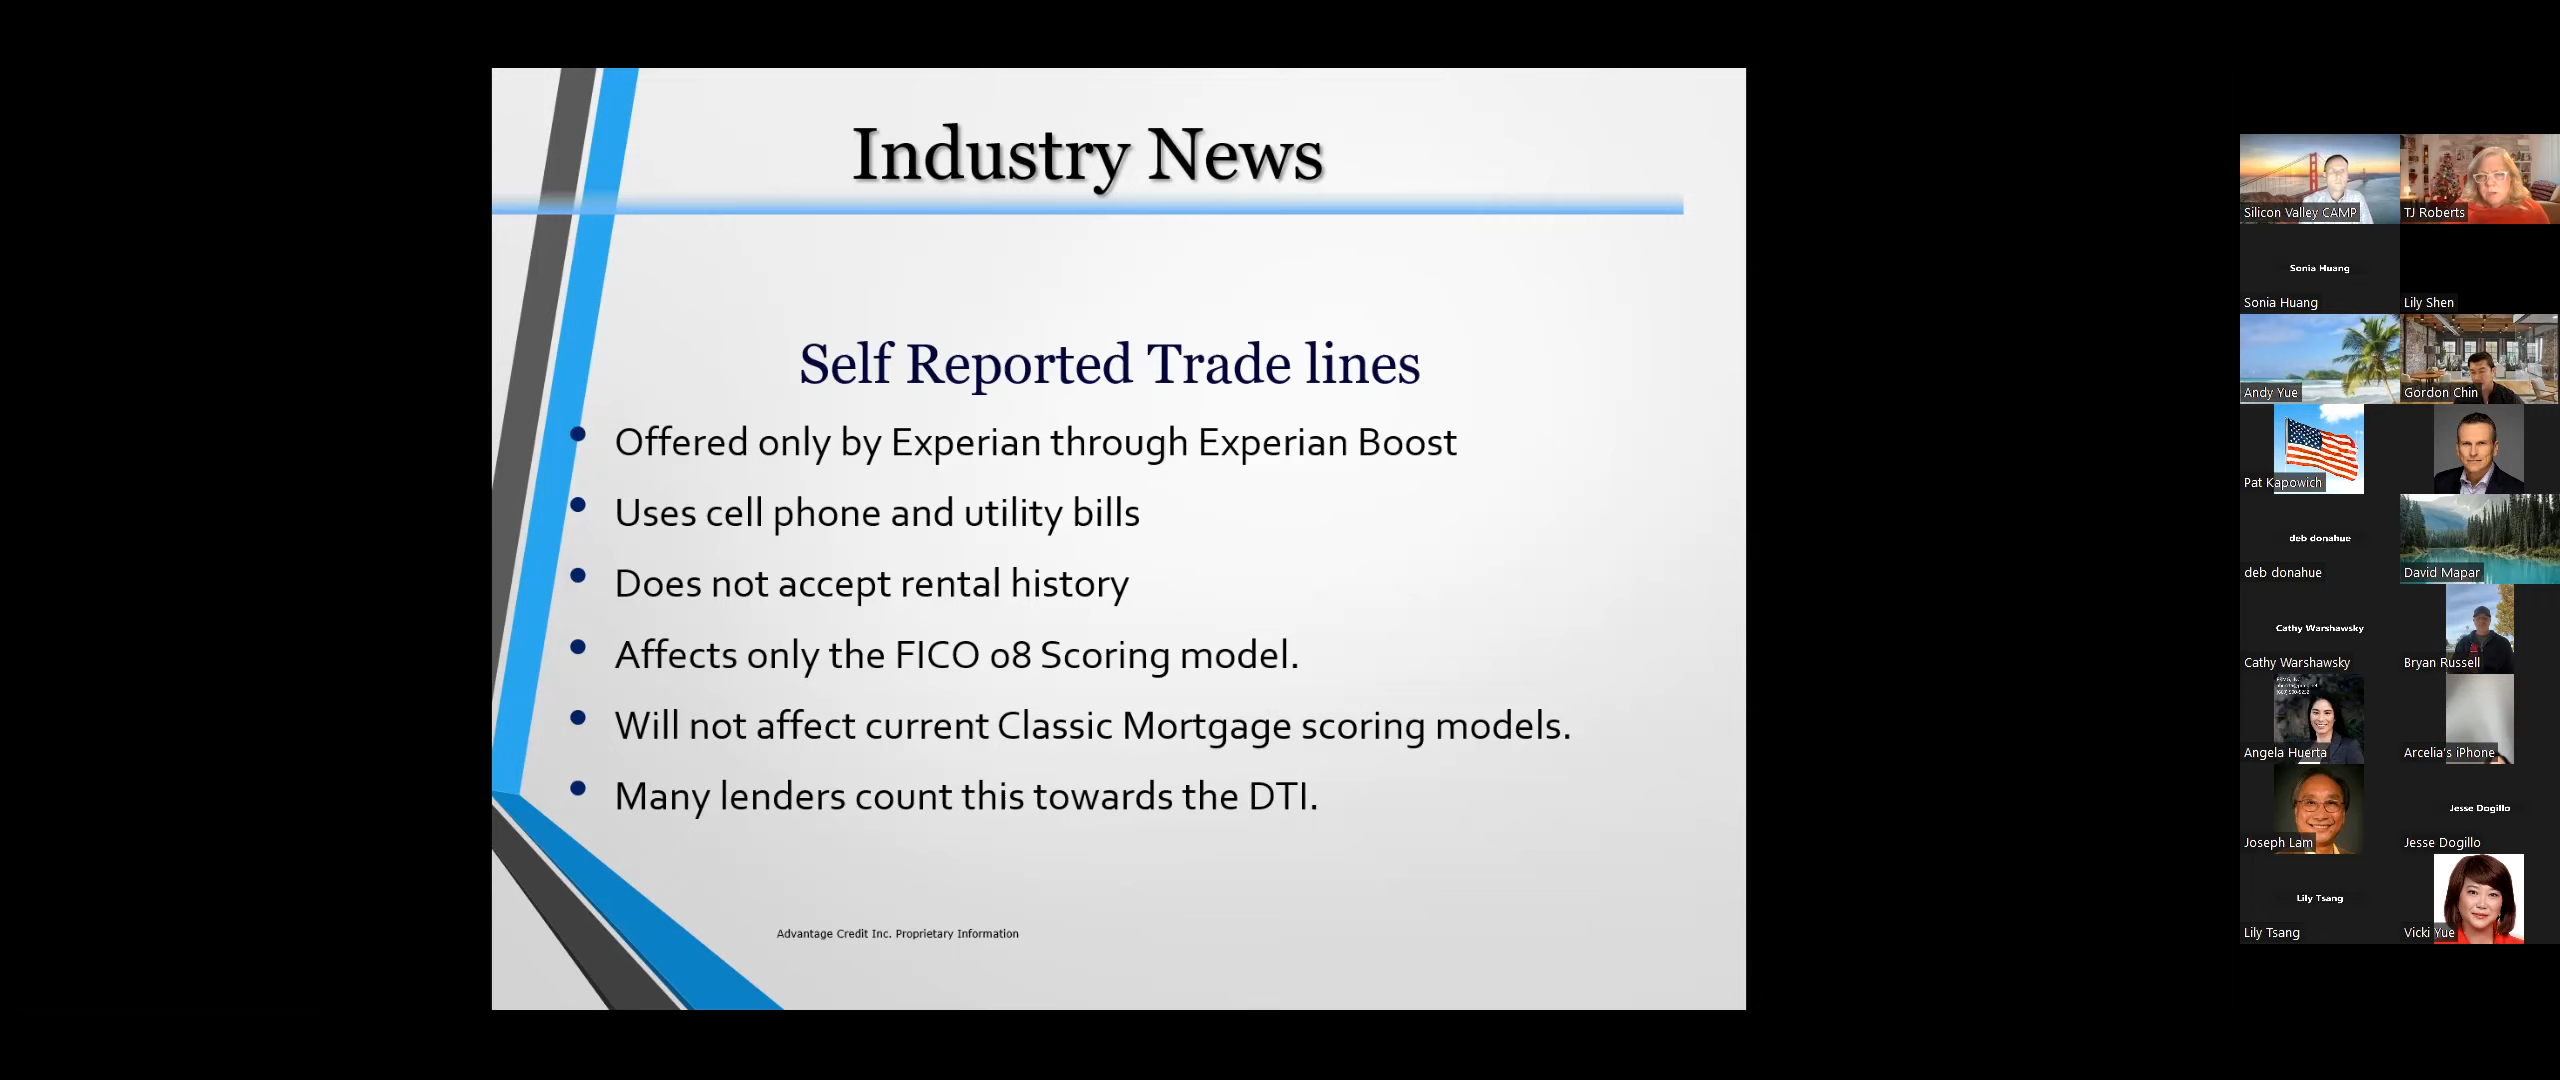 Industry News
Self Reported Trade lines
• Offered only by Experian through Experian Boost
• Uses cell phone and utility bills
• Does not accept rental history
• Affects only the FICO 08 Scoring model.
• Will not affect current Classic Mortgage scoring models.
• Many lenders count this towards the DTI.
Advantage Credit Inc. Proprietary Information
Silicon Valley CAMP
TJ Roberts
Sonia Huang
Sonia Huang
Lily Shen
Andy Yue
Gordon Chin
Pat Kapowich
deb donahue
deb donahue
David Mapar
Cathy Warshawsky
Cathy Warshawsky
Bryan Russell
Angela Huerta
Arcelia's iPhone
Joseph Lam
Jesse Dogillo
Jesse Dogillo
Lily Tsang
Lily Tsang
Vicki Yue